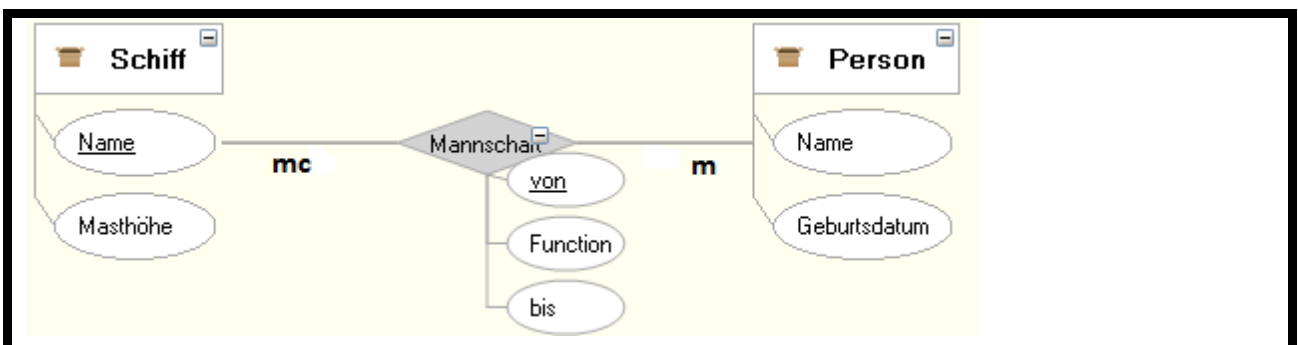 Schiff
Person
Name
Mannschaft
Name
mc
m
von
Masthöhe
Geburtsdatum
Function
bis